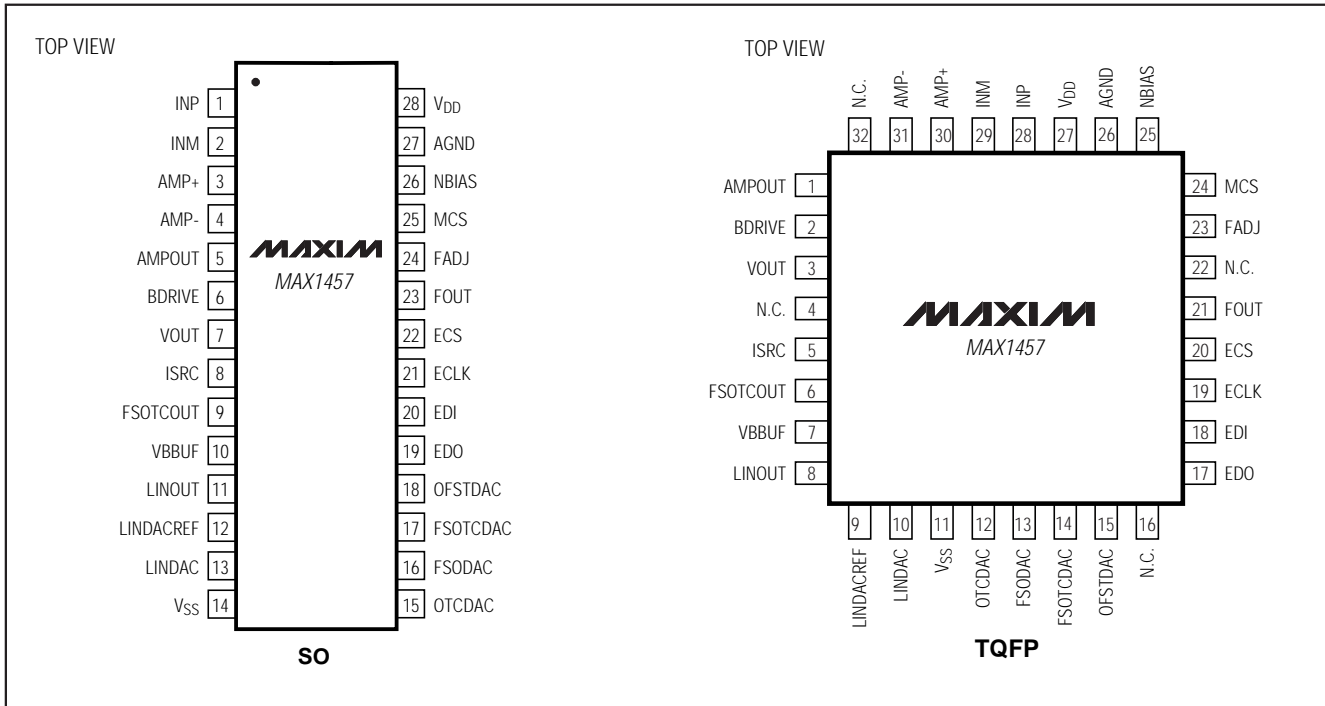 TOP VIEW
INP 1
INM 2
AMP+ 3
AMP- 4
AMPOUT 5
BDRIVE 6
VOUT 7
ISRC 8
FSOTCOUT 9
VBBUF 10
LINOUT 11
LINDACREF 12
LINDAC 13
VSS 14
28 VDD
27 AGND
26 NBIAS
25 MCS
24 FADJ
23 FOUT
22 ECS
21 ECLK
20 EDI
19 EDO
18 OFSTDAC
17 FSOTCDAC
16 FSODAC
15 OTCDAC
MAXIM
MAX1457
SO
TOP VIEW
N.C. 32
AMP- 31
AMP+ 30
INM 29
INP 28
VDD 27
AGND 26
NBIAS 25
AMPOUT 1
BDRIVE 2
VOUT 3
N.C. 4
ISRC 5
FSOTCOUT 6
VBBUF 7
LINOUT 8
24 MCS
23 FADJ
22 N.C.
21 FOUT
20 ECS
19 ECLK
18 EDI
17 EDO
MAXIM
MAX1457
9 LINDACREF
10 LINDAC
11 VSS
12 OTCDAC
13 FSODAC
14 FSOTCDAC
15 OFSTDAC
16 N.C.
TQFP